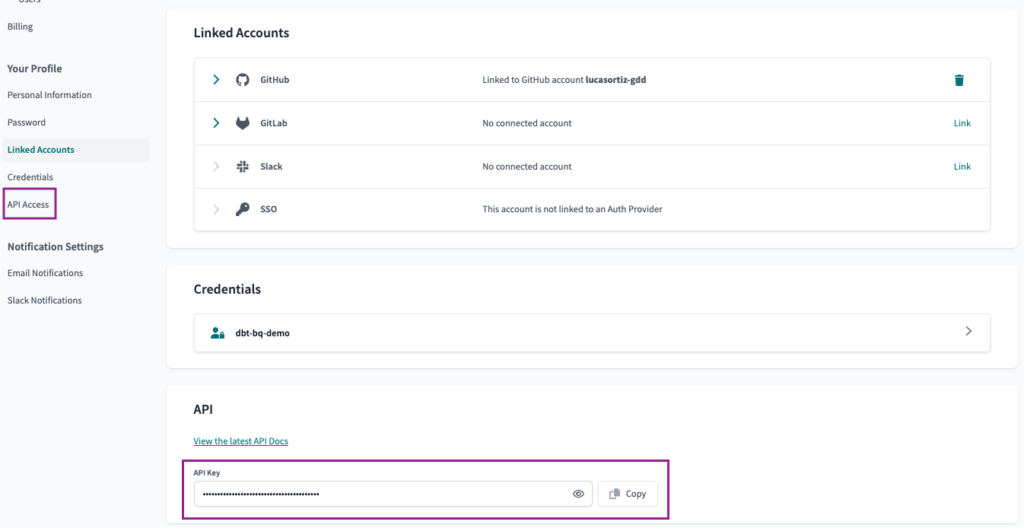 Users
Billing
Your Profile
Personal Information
Password
Linked Accounts
Credentials
API Access
Notification Settings
Email Notifications
Slack Notifications
Linked Accounts
GitHub Linked to GitHub account lucasortiz-gdd
GitLab No connected account Link
Slack No connected account Link
SSO This account is not linked to an Auth Provider
Credentials
dbt-bq-demo
API
View the latest API Docs
API Key
Copy